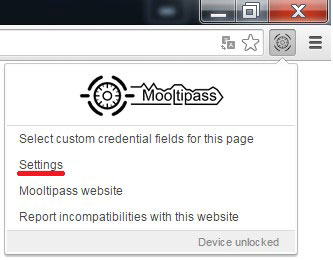 Mooltipass
Select custom credential fields for this page
Settings
Mooltipass website
Report incompatibilities with this website
Device unlocked